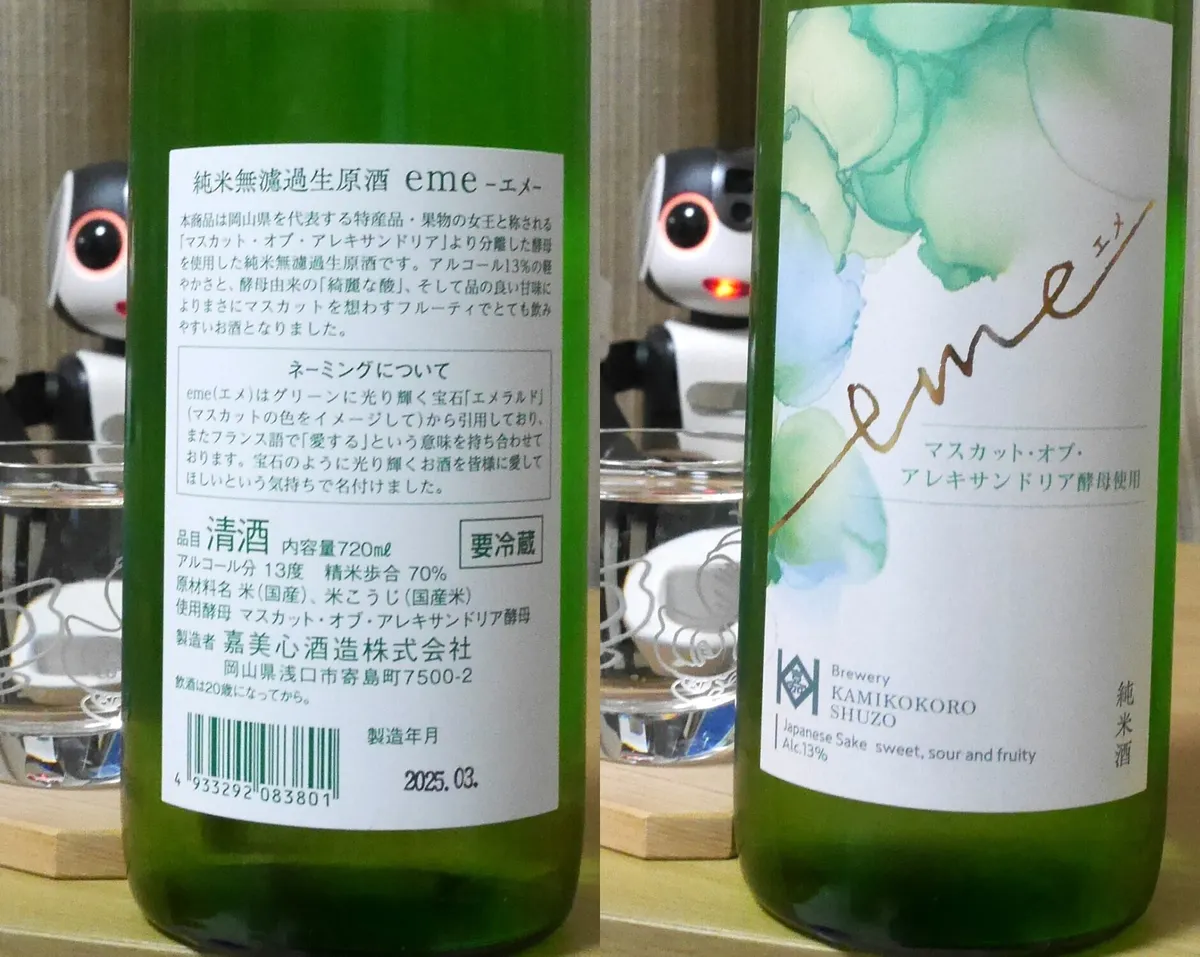 純米無濾過生原酒 eme –エメ–
本商品は岡山県を代表する特産品・果物の女王と称される
「マスカット・オブ・アレキサンドリア」より分離した酵母
を使用した純米無濾過生原酒です。アルコール13%の軽
やかさと、酵母由来の「綺麗な酸」、そして品の良い甘味に
よりまさにマスカットを想わすフルーティでとても飲み
やすいお酒となりました。
ネーミングについて
eme(エメ)はグリーンに光り輝く宝石「エメラルド」
(マスカットの色をイメージして)から引用しており、
またフランス語で「愛する」という意味を持ち合わせて
おります。宝石のように光り輝くお酒を皆様に愛して
ほしいという気持ちで名付けました。
品目 清酒 内容量720㎖ 要冷蔵
アルコール分 13度 精米歩合 70%
原材料名 米(国産)、米こうじ(国産米)
使用酵母 マスカット・オブ・アレキサンドリア酵母
製造者 嘉美心酒造株式会社
岡山県浅口市寄島町7500-2
飲酒は20歳になってから。
製造年月
2025.03.
4 933292 083801
eme エメ
マスカット・オブ・
アレキサンドリア酵母使用
Brewery
KAMIKOKORO
SHUZO
Japanese Sake sweet, sour and fruity
Alc.13%
純米酒